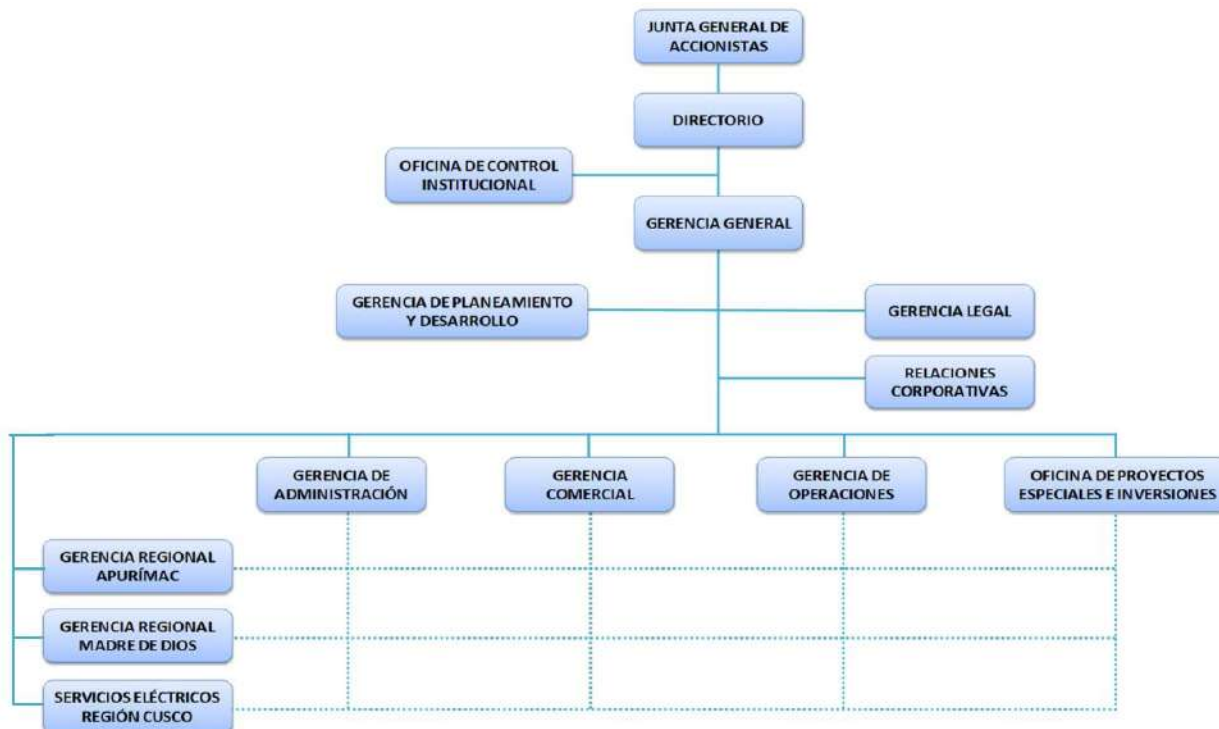 JUNTA GENERAL DE
ACCIONISTAS
DIRECTORIO
OFICINA DE CONTROL
INSTITUCIONAL
GERENCIA GENERAL
GERENCIA DE PLANEAMIENTO
Y DESARROLLO
GERENCIA LEGAL
RELACIONES
CORPORATIVAS
GERENCIA DE
ADMINISTRACIÓN
GERENCIA
COMERCIAL
GERENCIA DE
OPERACIONES
OFICINA DE PROYECTOS
ESPECIALES E INVERSIONES
GERENCIA REGIONAL
APURÍMAC
GERENCIA REGIONAL
MADRE DE DIOS
SERVICIOS ELÉCTRICOS
REGIÓN CUSCO